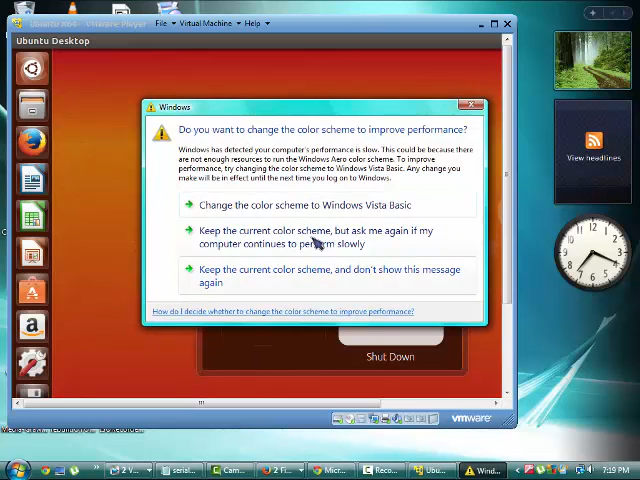 Ubuntu X64 - VMware Player File Virtual Machine Help
Ubuntu Desktop
Windows
Do you want to change the color scheme to improve performance?
Windows has detected your computer's performance is slow. This could be because
there are not enough resources to run the Windows Aero color scheme. To improve
performance, try changing the color scheme to Windows Vista Basic. Any change you
make will be in effect until the next time you log on to Windows.
Change the color scheme to Windows Vista Basic
Keep the current color scheme, but ask me again if my
computer continues to perform slowly
Keep the current color scheme, and don't show this message
again
How do I decide whether to change the color scheme to improve performance?
Shut Down
vmware
View headlines
2 V... serial... Cam... 2 Fi... Micr... Reco... Ubu... Wind... 7:19 PM